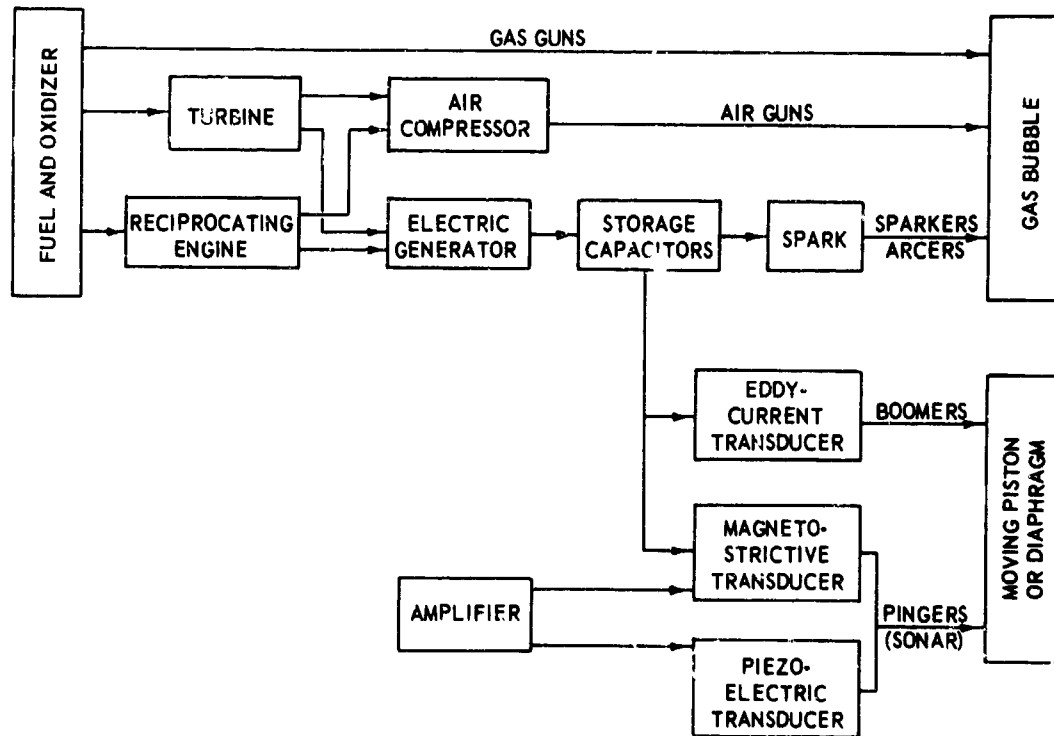 FUEL AND OXIDIZER
GAS GUNS
TURBINE
AIR
COMPRESSOR
AIR GUNS
GAS BUBBLE
RECIPROCATING
ENGINE
ELECTRIC
GENERATOR
STORAGE
CAPACITORS
SPARK
SPARKERS
ARCERS
EDDY-
CURRENT
TRANSDUCER
BOOMERS
MOVING PISTON
OR DIAPHRAGM
MAGNETO-
STRICTIVE
TRANSDUCER
AMPLIFIER
PINGERS
(SONAR)
PIEZO-
ELECTRIC
TRANSDUCER